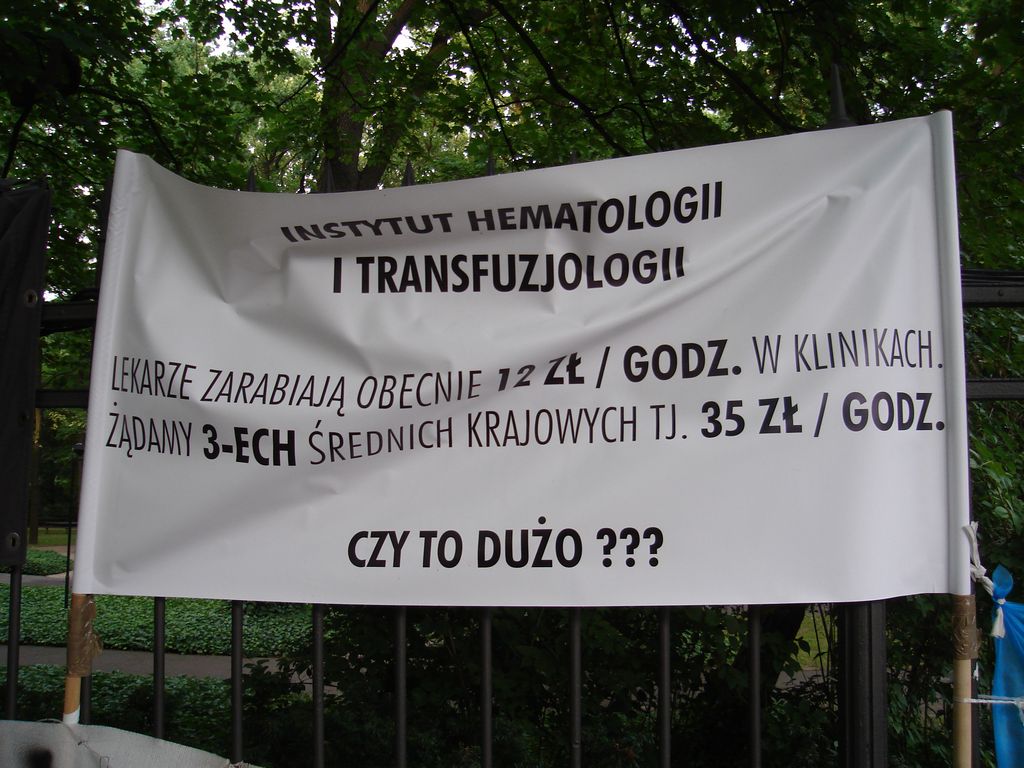 INSTYTUT HEMATOLOGII
I TRANSFUZJOLOGII
LEKARZE ZARABIAJĄ OBECNIE 12 ZŁ / GODZ. W KLINIKACH.
ŻĄDAMY 3-ECH ŚREDNICH KRAJOWYCH TJ. 35 ZŁ / GODZ.
CZY TO DUŻO ???